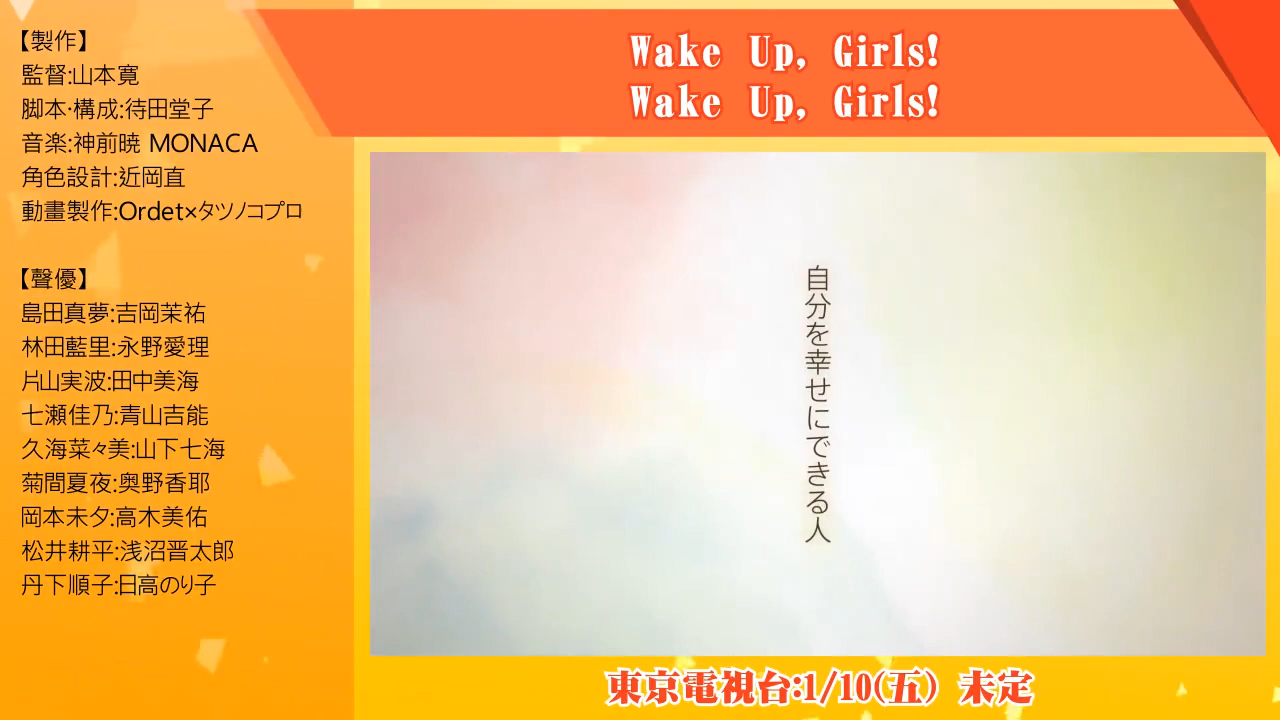 【製作】
監督:山本寛
脚本·構成:待田堂子
音楽:神前暁 MONACA
角色設計:近岡直
動畫製作:Ordet×タツノコプロ
【聲優】
島田真夢:吉岡茉祐
林田藍里:永野愛理
片山実波:田中美海
七瀬佳乃:青山吉能
久海菜々美:山下七海
菊間夏夜:奥野香耶
岡本未夕:高木美佑
松井耕平:浅沼晋太郎
丹下順子:日高のり子
Wake Up, Girls!
Wake Up, Girls!
自分を幸せにできる人
東京電視台:1/10(五) 未定